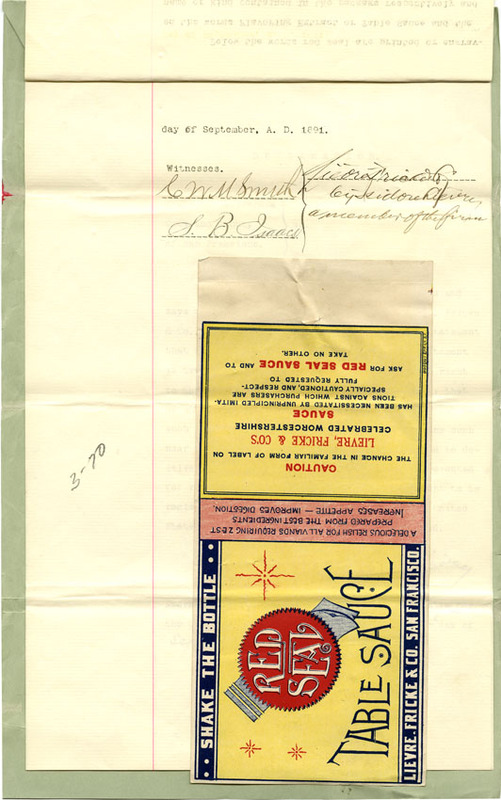 day of September, A. D. 1891.
Witnesses.
C W M Smith
S. B. Isaacs
a member of the firm
3-70
CAUTION
THE CHANGE IN THE FAMILIAR FORM OF LABEL ON
LIEVRE, FRICKE & CO'S
CELEBRATED WORCESTERSHIRE
SAUCE
HAS BEEN NECESSITATED BY UNPRINCIPLED IMITA-
TIONS AGAINST WHICH PURCHASERS ARE
SPECIALLY CAUTIONED, AND RESPECT-
FULLY REQUESTED TO
ASK FOR RED SEAL SAUCE AND TO
TAKE NO OTHER.
A DELICIOUS RELISH FOR ALL VIANDS REQUIRING ZEST
PREPARED FROM THE BEST INGREDIENTS
INCREASES APPETITE — IMPROVES DIGESTION.
SHAKE THE BOTTLE
RED
SEAL
TABLE SAUCE
LIEVRE, FRICKE & CO. SAN FRANCISCO.